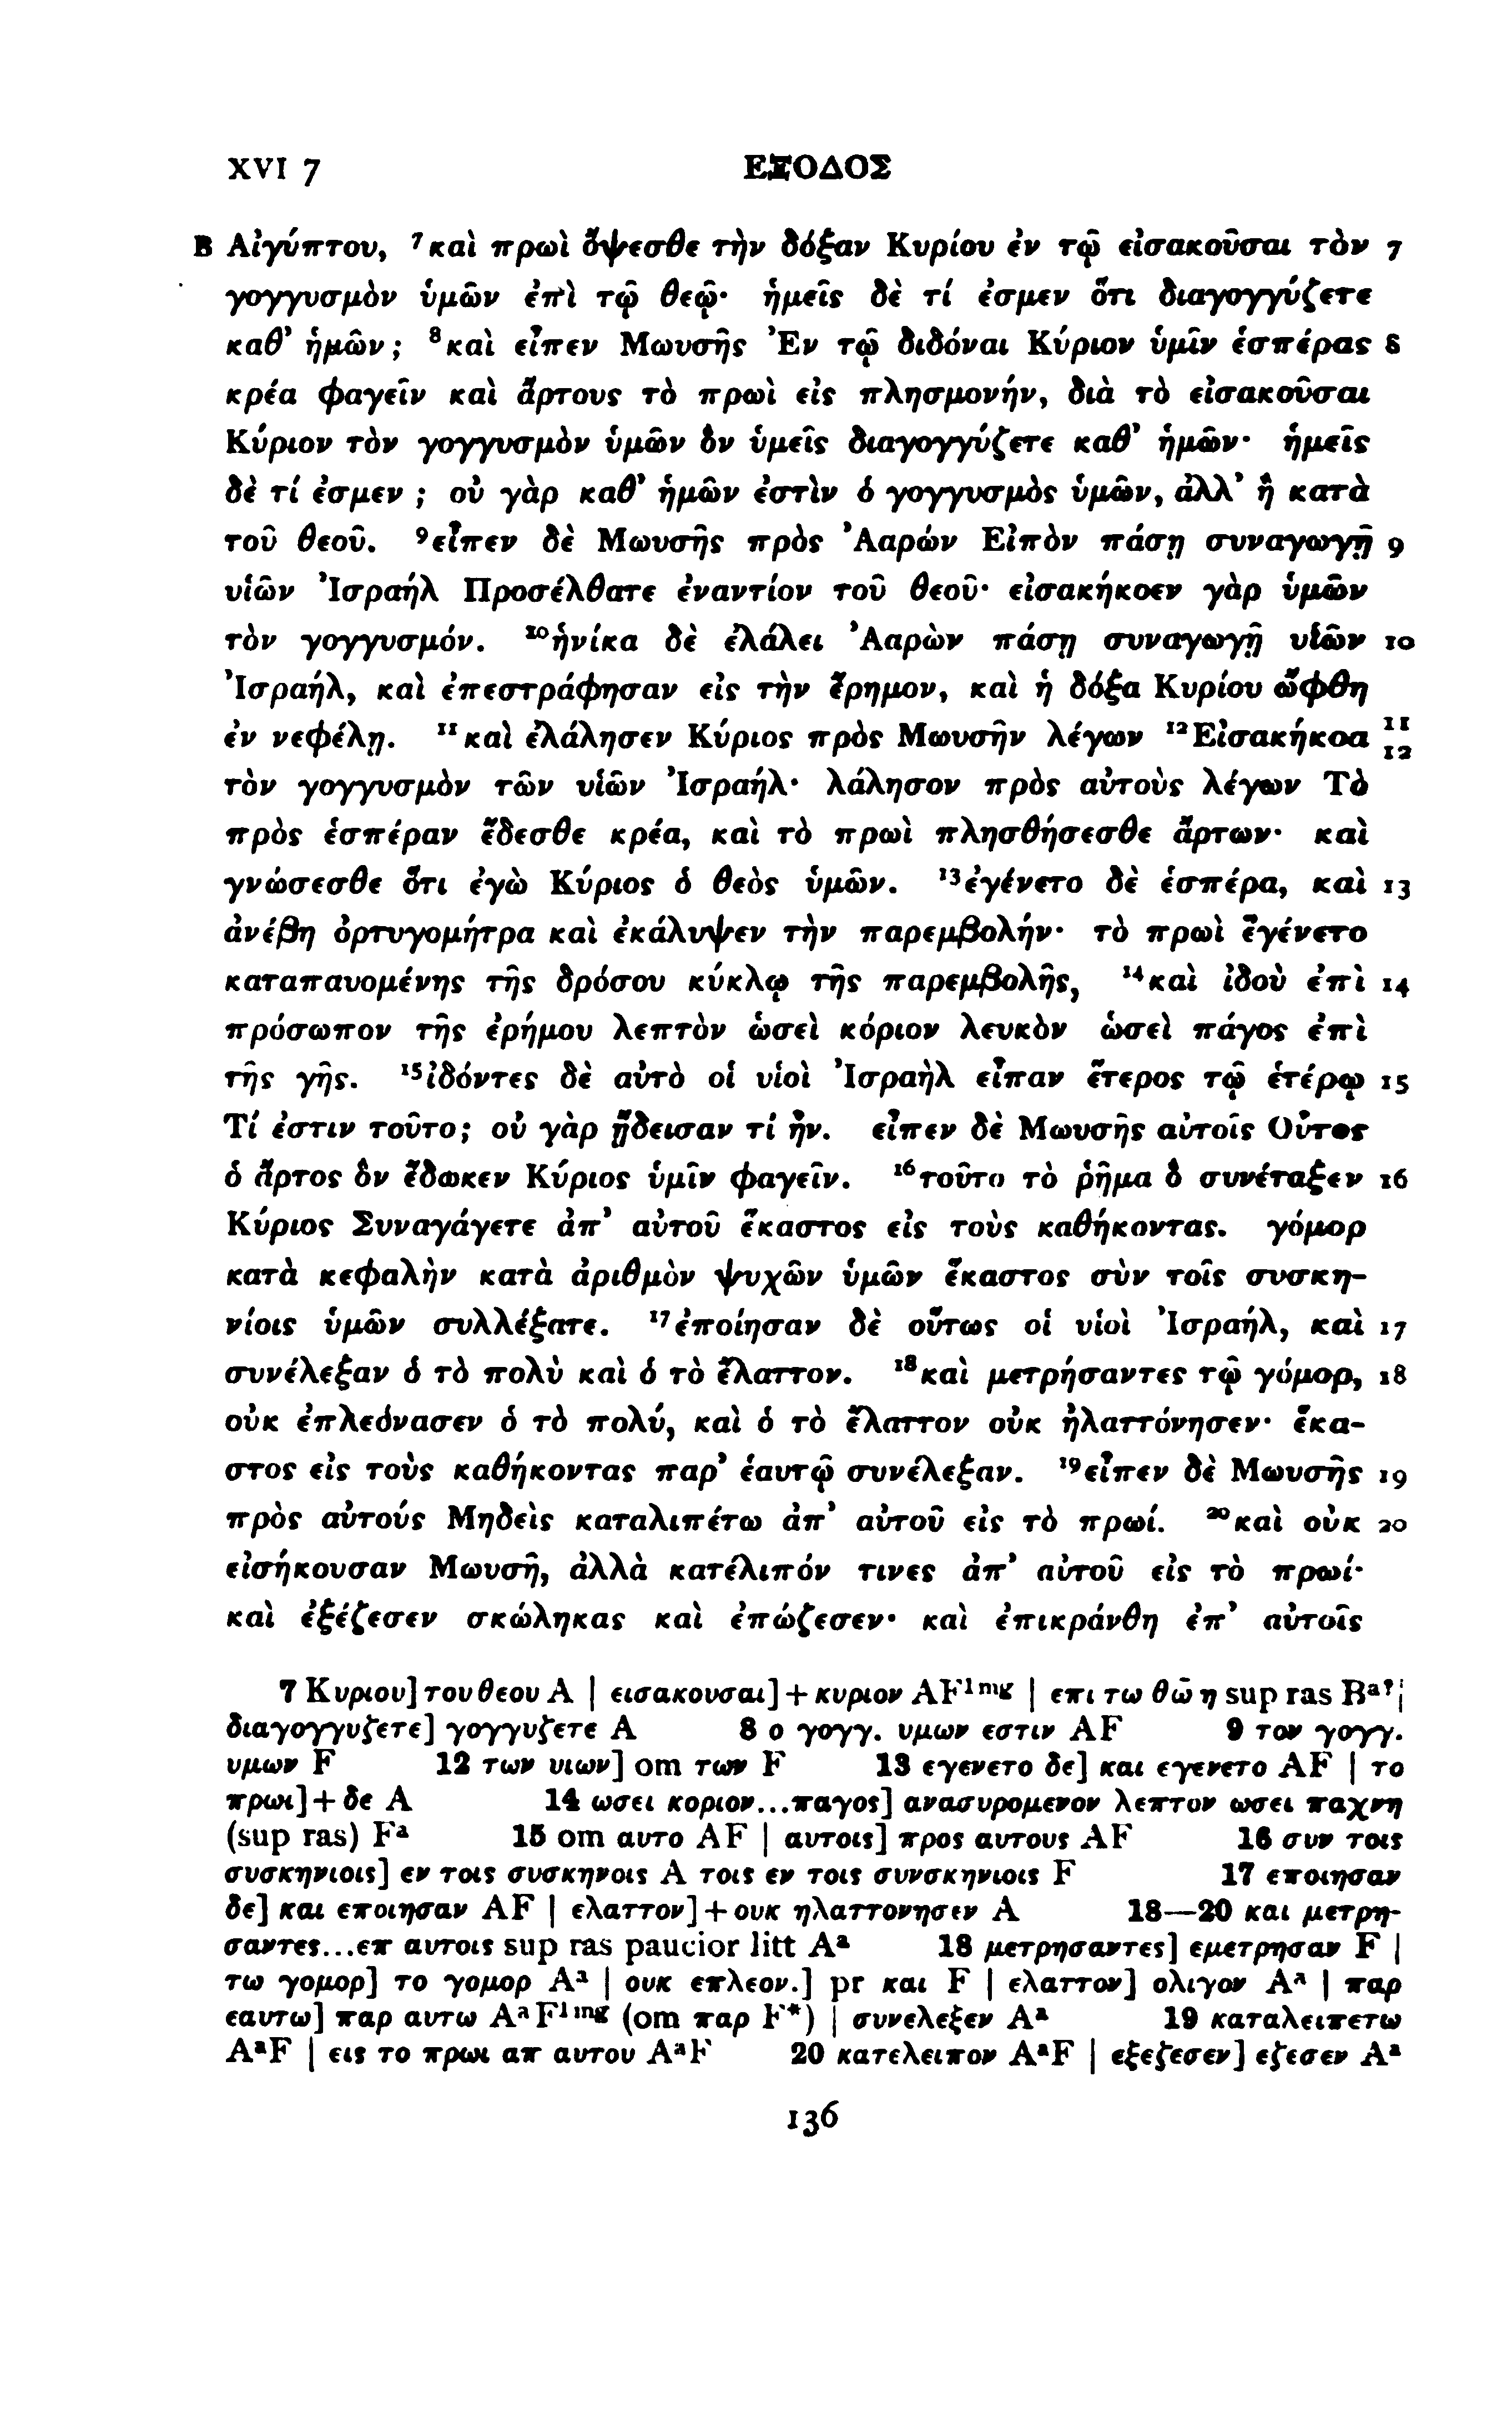 XVI 7 ΕΞΟΔΟΣ
B Αἰγύπτου, ⁷καὶ πρωὶ ὄψεσθε τὴν δόξαν Κυρίου ἐν τῷ εἰσακοῦσαι τὸν 7
γογγυσμὸν ὑμῶν ἐπὶ τῷ θεῷ· ἡμεῖς δὲ τί ἐσμεν ὅτι διαγογγύζετε
καθ’ ἡμῶν; ⁸καὶ εἶπεν Μωυσῆς Ἐν τῷ διδόναι Κύριον ὑμῖν ἑσπέρας 8
κρέα φαγεῖν καὶ ἄρτους τὸ πρωὶ εἰς πλησμονήν, διὰ τὸ εἰσακοῦσαι
Κύριον τὸν γογγυσμὸν ὑμῶν ὃν ὑμεῖς διαγογγύζετε καθ’ ἡμῶν· ἡμεῖς
δὲ τί ἐσμεν; οὐ γὰρ καθ’ ἡμῶν ἐστὶν ὁ γογγυσμὸς ὑμῶν, ἀλλ’ ἢ κατὰ
τοῦ θεοῦ. ⁹εἶπεν δὲ Μωυσῆς πρὸς Ἀαρών Εἰπὸν πάσῃ συναγωγῇ 9
υἱῶν Ἰσραήλ Προσέλθατε ἐναντίον τοῦ θεοῦ· εἰσακήκοεν γὰρ ὑμῶν
τὸν γογγυσμόν. ¹⁰ἡνίκα δὲ ἐλάλει Ἀαρὼν πάσῃ συναγωγῇ υἱῶν 10
Ἰσραήλ, καὶ ἐπεστράφησαν εἰς τὴν ἔρημον, καὶ ἡ δόξα Κυρίου ὤφθη
ἐν νεφέλῃ. ¹¹καὶ ἐλάλησεν Κύριος πρὸς Μωυσῆν λέγων ¹²Εἰσακήκοα 11 12
τὸν γογγυσμὸν τῶν υἱῶν Ἰσραήλ· λάλησον πρὸς αὐτοὺς λέγων Τὸ
πρὸς ἑσπέραν ἔδεσθε κρέα, καὶ τὸ πρωὶ πλησθήσεσθε ἄρτων· καὶ
γνώσεσθε ὅτι ἐγὼ Κύριος ὁ θεὸς ὑμῶν. ¹³ἐγένετο δὲ ἑσπέρα, καὶ 13
ἀνέβη ὀρτυγομήτρα καὶ ἐκάλυψεν τὴν παρεμβολήν· τὸ πρωὶ ἐγένετο
καταπαυομένης τῆς δρόσου κύκλῳ τῆς παρεμβολῆς, ¹⁴καὶ ἰδοὺ ἐπὶ 14
πρόσωπον τῆς ἐρήμου λεπτὸν ὡσεὶ κόριον λευκὸν ὡσεὶ πάγος ἐπὶ
τῆς γῆς. ¹⁵ἰδόντες δὲ αὐτὸ οἱ υἱοὶ Ἰσραὴλ εἶπαν ἕτερος τῷ ἑτέρῳ 15
Τί ἐστιν τοῦτο; οὐ γὰρ ᾔδεισαν τί ἦν. εἶπεν δὲ Μωυσῆς αὐτοῖς Οὗτος
ὁ ἄρτος ὃν ἔδωκεν Κύριος ὑμῖν φαγεῖν. ¹⁶τοῦτο τὸ ῥῆμα ὃ συνέταξεν 16
Κύριος Συναγάγετε ἀπ’ αὐτοῦ ἕκαστος εἰς τοὺς καθήκοντας. γόμορ
κατὰ κεφαλὴν κατὰ ἀριθμὸν ψυχῶν ὑμῶν ἕκαστος σὺν τοῖς συσκη-
νίοις ὑμῶν συλλέξατε. ¹⁷ἐποίησαν δὲ οὕτως οἱ υἱοὶ Ἰσραήλ, καὶ 17
συνέλεξαν ὁ τὸ πολὺ καὶ ὁ τὸ ἔλαττον. ¹⁸καὶ μετρήσαντες τῷ γόμορ, 18
οὐκ ἐπλεόνασεν ὁ τὸ πολύ, καὶ ὁ τὸ ἔλαττον οὐκ ἠλαττόνησεν· ἕκα-
στος εἰς τοὺς καθήκοντας παρ’ ἑαυτῷ συνέλεξαν. ¹⁹εἶπεν δὲ Μωυσῆς 19
πρὸς αὐτούς Μηδεὶς καταλιπέτω ἀπ’ αὐτοῦ εἰς τὸ πρωί. ²⁰καὶ οὐκ 20
εἰσήκουσαν Μωυσῆ, ἀλλὰ κατέλιπόν τινες ἀπ’ αὐτοῦ εἰς τὸ πρωί·
καὶ ἐξέζεσεν σκώληκας καὶ ἐπώζεσεν· καὶ ἐπικράνθη ἐπ’ αὐτοῖς
7 Κυριου] του θεου A | εισακουσαι] + κυριον AF¹ᵐᵍ | επι τω θω̄ η sup ras Bᵃ? |
διαγογγυζετε] γογγυζετε A 8 ο γογγ. υμων εστιν AF 9 τον γογγ.
υμων F 12 των υιων] om των F 13 εγενετο δε] και εγενετο AF | το
πρωι] + δε A 14 ωσει κοριον...παγος] ανασυρομενον λεπτον ωσει παχνη
(sup ras) Fᵃ 15 om αυτο AF | αυτοις] προς αυτους AF 16 συν τοις
συσκηνιοις] εν τοις συσκηνοις A τοις εν τοις συνσκηνιοις F 17 εποιησαν
δε] και εποιησαν AF | ελαττον] + ουκ ηλαττονησεν A 18—20 και μετρη-
σαντες...επ αυτοις sup ras paucior litt Aᵃ 18 μετρησαντες] εμετρησαν F |
τω γομορ] το γομορ Aᵃ | ουκ επλεον.] pr και F | ελαττον] ολιγον Aᵃ | παρ
εαυτω] παρ αυτω AᵃF¹ᵐᵍ (om παρ F*) | συνελεξεν Aᵃ 19 καταλειπετω
AᵃF | εις το πρωι απ αυτου AᵃF 20 κατελειπον AᵃF | εξεζεσεν] εζεσεν Aᵃ
136